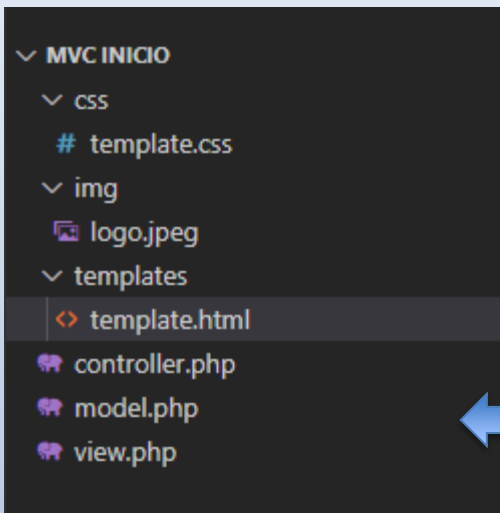 MVC INICIO
css
# template.css
img
logo.jpeg
templates
<> template.html
controller.php
model.php
view.php